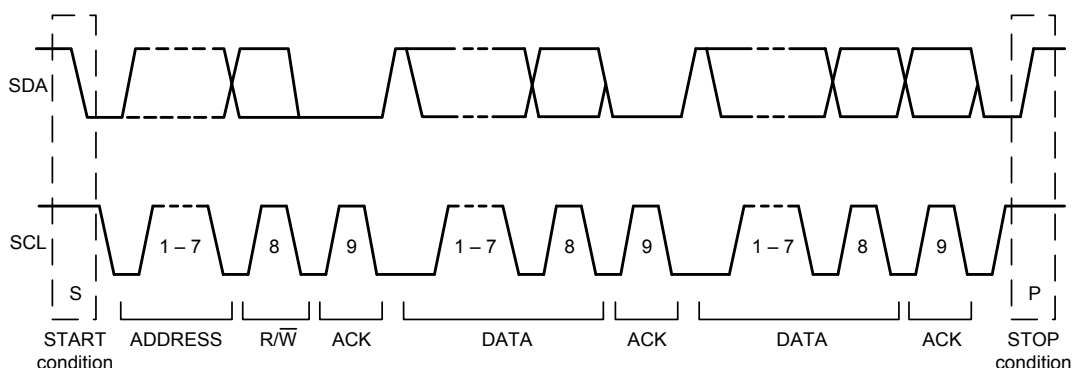 SDA
SCL
1 – 7
8
9
1 – 7
8
9
1 – 7
8
9
S
P
START
condition
ADDRESS
R/W̅
ACK
DATA
ACK
DATA
ACK
STOP
condition